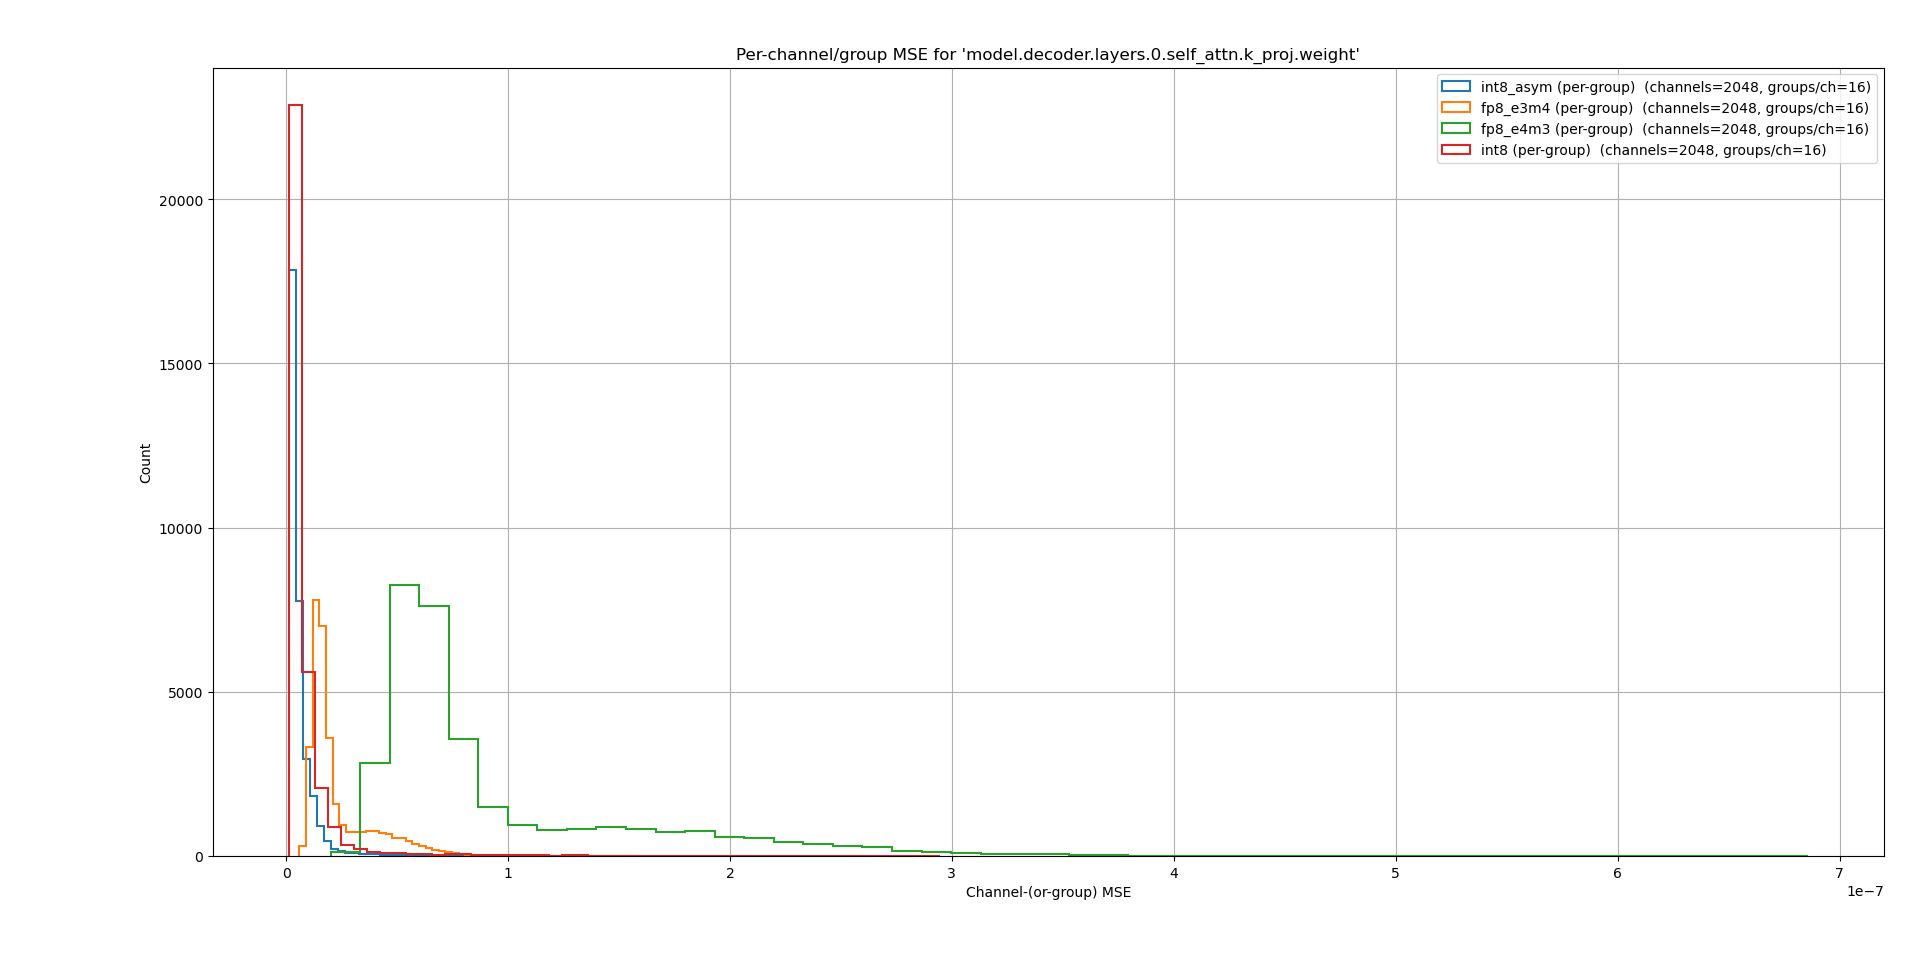 Per-channel/group MSE for 'model.decoder.layers.0.self_attn.k_proj.weight'
int8_asym (per-group)  (channels=2048, groups/ch=16)
fp8_e3m4 (per-group)  (channels=2048, groups/ch=16)
fp8_e4m3 (per-group)  (channels=2048, groups/ch=16)
int8 (per-group)  (channels=2048, groups/ch=16)
20000
15000
10000
5000
0
Count
0 1 2 3 4 5 6 7
Channel-(or-group) MSE
1e−7